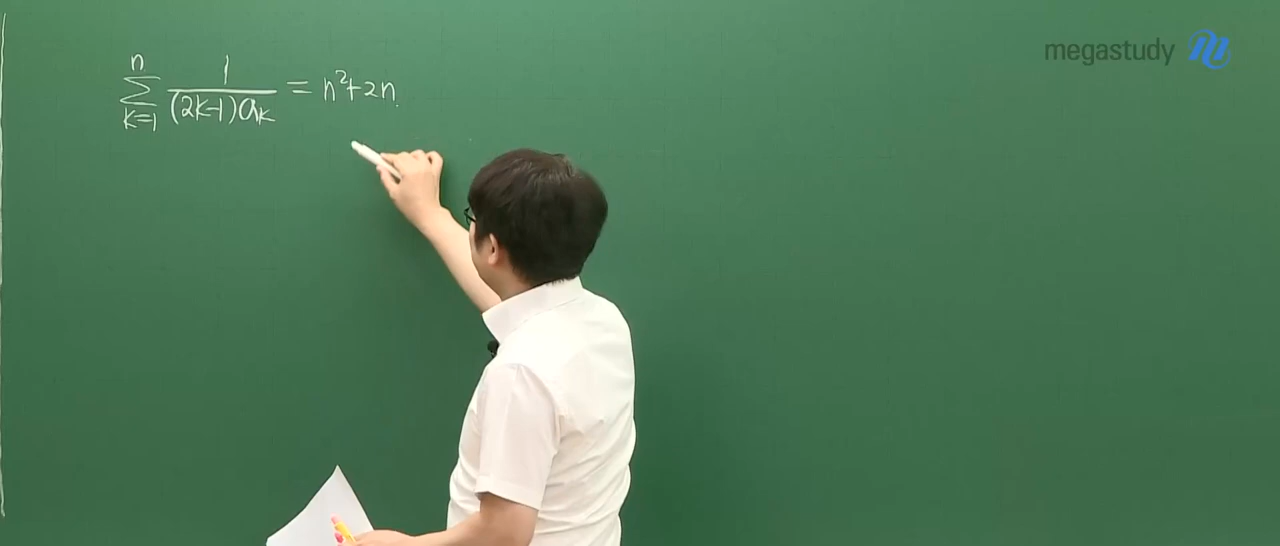 megastudy
n
∑ 1/((2k-1)a_k) = n²+2n
k=1